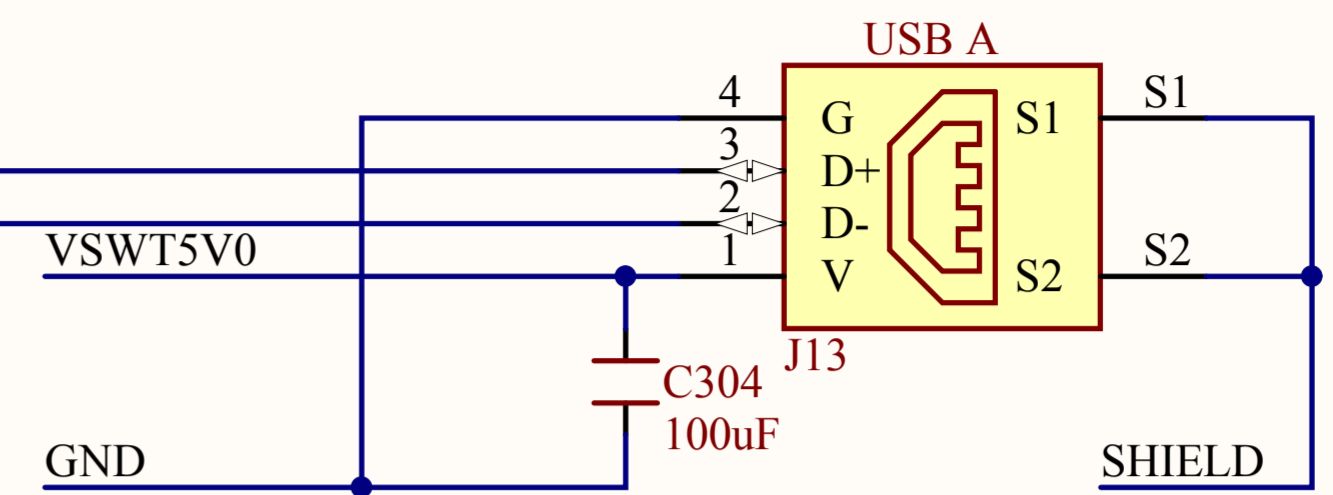 USB A
4
G
S1
S1
3
D+
2
D-
VSWT5V0
1
V
S2
S2
J13
C304
100uF
GND
SHIELD